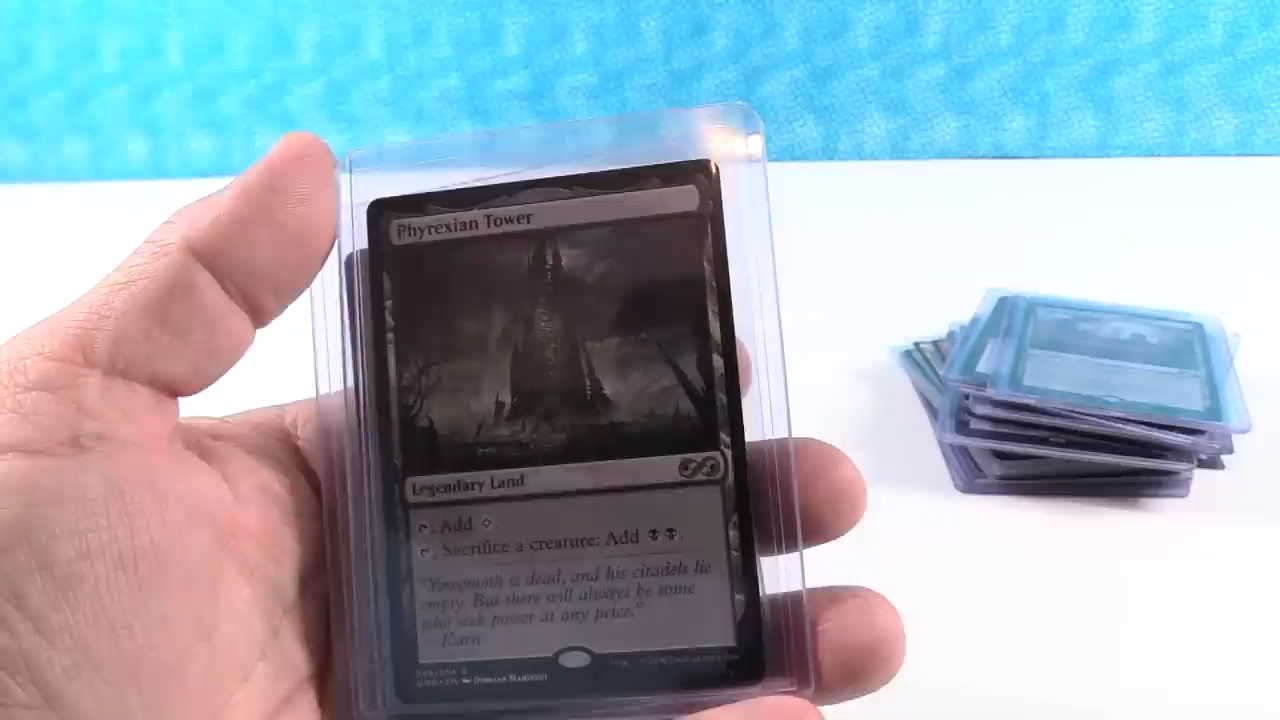 Phyrexian Tower
Legendary Land
: Add
, Sacrifice a creature: Add .
"Yawgmoth is dead, and his citadels lie
empty. But there will always be some
who seek power at any price."
—Karn